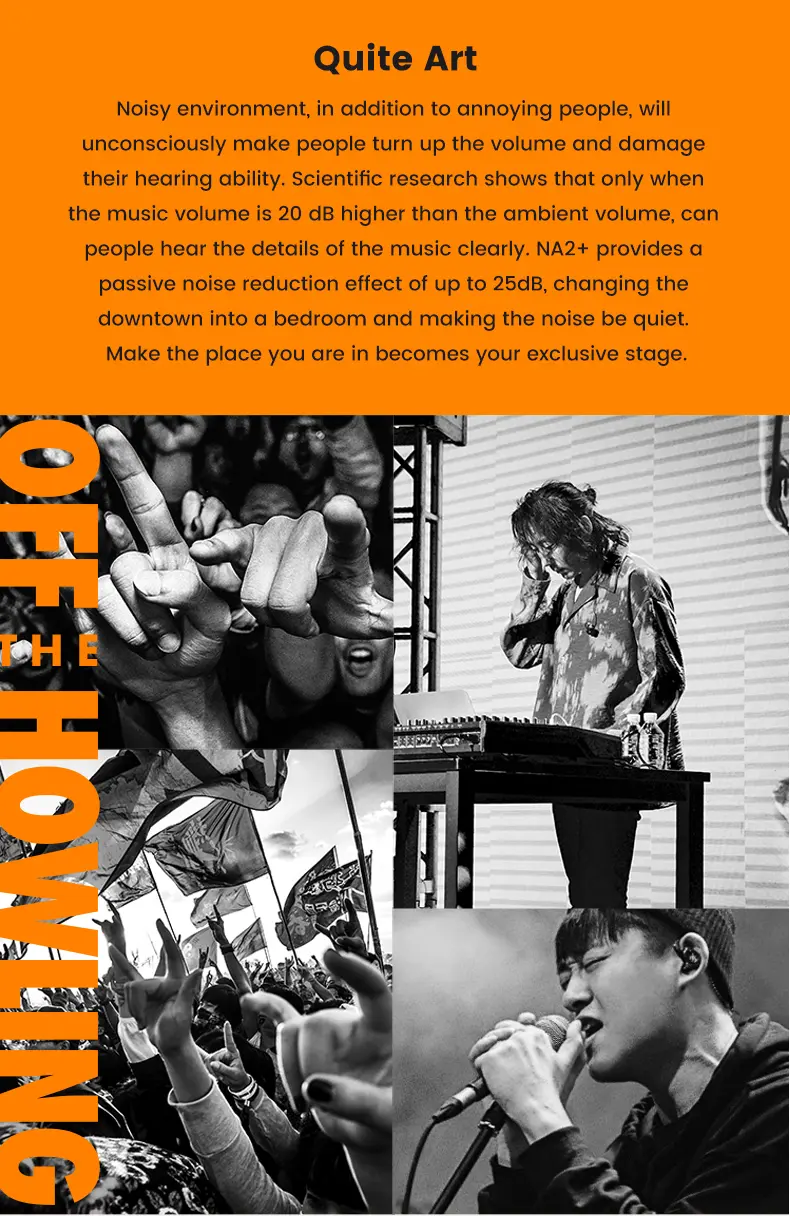 Quite Art
Noisy environment, in addition to annoying people, will
unconsciously make people turn up the volume and damage
their hearing ability. Scientific research shows that only when
the music volume is 20 dB higher than the ambient volume, can
people hear the details of the music clearly. NA2+ provides a
passive noise reduction effect of up to 25dB, changing the
downtown into a bedroom and making the noise be quiet.
Make the place you are in becomes your exclusive stage.
OFF
THE
HOWLING